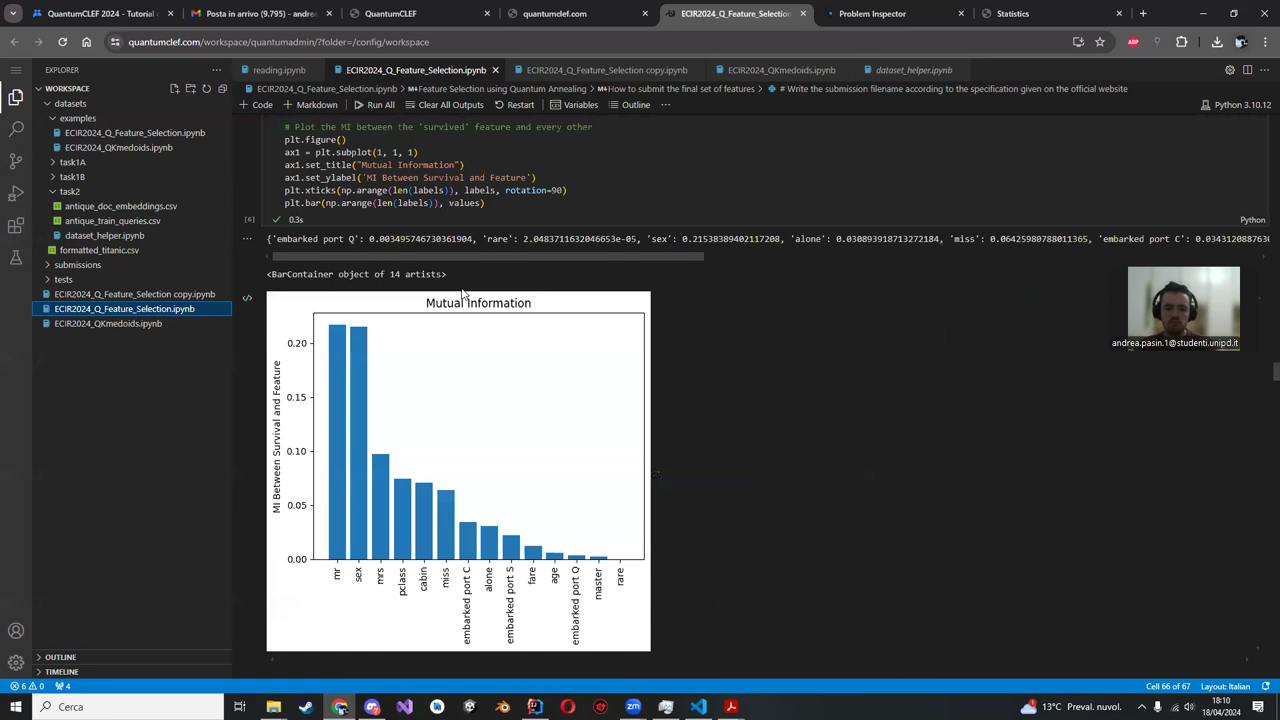 QuantumCLEF 2024 - Tutorial c
Posta in arrivo (9.795) - andrea
QuantumCLEF
quantumclef.com
ECIR2024_Q_Feature_Selection
Problem Inspector
Statistics
quantumclef.com/workspace/quantumadmin/?folder=/config/workspace
ABP
EXPLORER
reading.ipynb
ECIR2024_Q_Feature_Selection.ipynb
ECIR2024_Q_Feature_Selection copy.ipynb
ECIR2024_QKmedoids.ipynb
dataset_helper.ipynb
WORKSPACE
ECIR2024_Q_Feature_Selection.ipynb
Feature Selection using Quantum Annealing
How to submit the final set of features
# Write the submission filename according to the specification given on the official website
Code
Markdown
Run All
Clear All Outputs
Restart
Variables
Outline
Python 3.10.12
datasets
examples
ECIR2024_Q_Feature_Selection.ipynb
ECIR2024_QKmedoids.ipynb
task1A
task1B
task2
antique_doc_embeddings.csv
antique_train_queries.csv
dataset_helper.ipynb
formatted_titanic.csv
submissions
tests
ECIR2024_Q_Feature_Selection copy.ipynb
ECIR2024_Q_Feature_Selection.ipynb
ECIR2024_QKmedoids.ipynb
# Plot the MI between the 'survived' feature and every other
plt.figure()
ax1 = plt.subplot(1, 1, 1)
ax1.set_title("Mutual Information")
ax1.set_ylabel('MI Between Survival and Feature')
plt.xticks(np.arange(len(labels)), labels, rotation=90)
plt.bar(np.arange(len(labels)), values)
[6]
0.3s
Python
{'embarked port Q': 0.003495746730361904, 'rare': 2.0483711632046653e-05, 'sex': 0.21538389402117208, 'alone': 0.030893918713272184, 'miss': 0.06425980788011365, 'embarked port C': 0.0343120887630
<BarContainer object of 14 artists>
Mutual Information
MI Between Survival and Feature
0.20
0.15
0.10
0.05
0.00
mr
sex
mrs
pclass
cabin
miss
embarked port C
alone
embarked port S
fare
age
embarked port Q
master
rare
andrea.pasin.1@studenti.unipd.it
OUTLINE
TIMELINE
6
0
4
Cell 66 of 67
Layout: Italian
Cerca
13°C Prev. nuvol.
18:10
18/04/2024